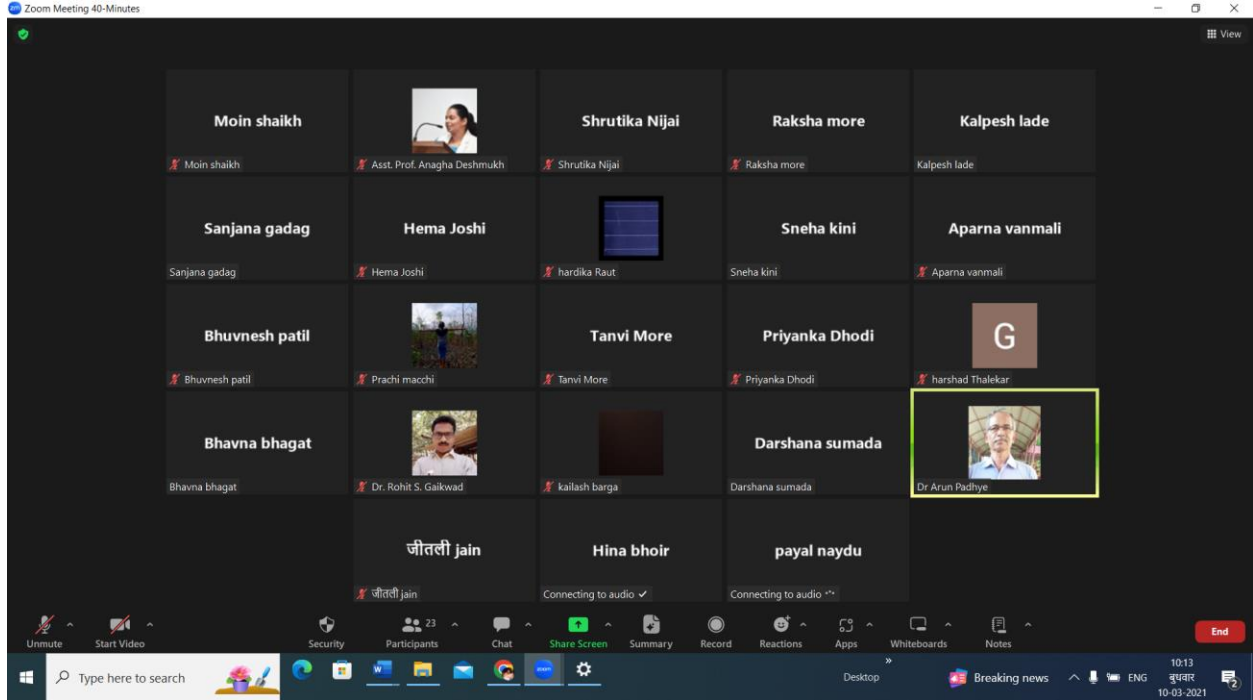 Zoom Meeting 40-Minutes
View
Moin shaikh
Shrutika Nijai
Raksha more
Kalpesh lade
Moin shaikh
Asst. Prof. Anagha Deshmukh
Shrutika Nijai
Raksha more
Kalpesh lade
Sanjana gadag
Hema Joshi
Sneha kini
Aparna vanmali
Sanjana gadag
Hema Joshi
hardika Raut
Sneha kini
Aparna vanmali
Bhuvnesh patil
Tanvi More
Priyanka Dhodi
G
Bhuvnesh patil
Prachi macchi
Tanvi More
Priyanka Dhodi
harshad Thalekar
Bhavna bhagat
Darshana sumada
Bhavna bhagat
Dr. Rohit S. Gaikwad
kailash barga
Darshana sumada
Dr Arun Padhye
जीतली jain
Hina bhoir
payal naydu
जीतली jain
Connecting to audio
Connecting to audio
23
Unmute
Start Video
Security
Participants
Chat
Share Screen
Summary
Record
Reactions
Apps
Whiteboards
Notes
End
Type here to search
Desktop
Breaking news
ENG
10:13
बुधवार
10-03-2021
2